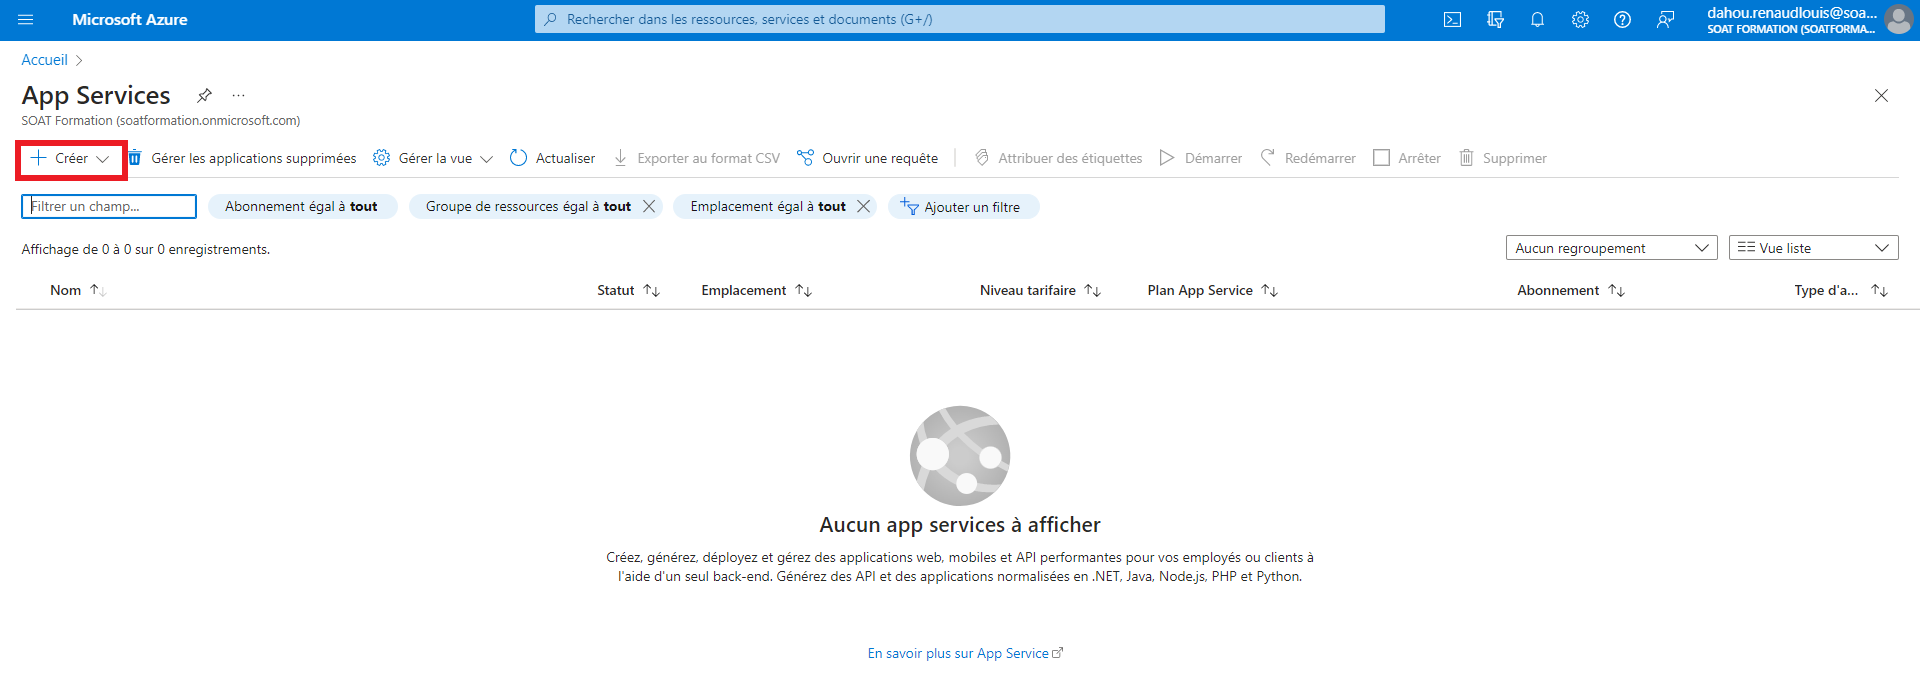 Microsoft Azure
Rechercher dans les ressources, services et documents (G+/)
dahou.renaudlouis@soa...
SOAT FORMATION (SOATFORMA...
Accueil
App Services
SOAT Formation (soatformation.onmicrosoft.com)
Créer
Gérer les applications supprimées
Gérer la vue
Actualiser
Exporter au format CSV
Ouvrir une requête
Attribuer des étiquettes
Démarrer
Redémarrer
Arrêter
Supprimer
Filtrer un champ...
Abonnement égal à tout
Groupe de ressources égal à tout
Emplacement égal à tout
Ajouter un filtre
Affichage de 0 à 0 sur 0 enregistrements.
Aucun regroupement
Vue liste
Nom
Statut
Emplacement
Niveau tarifaire
Plan App Service
Abonnement
Type d'a...
Aucun app services à afficher
Créez, générez, déployez et gérez des applications web, mobiles et API performantes pour vos employés ou clients à
l'aide d'un seul back-end. Générez des API et des applications normalisées en .NET, Java, Node.js, PHP et Python.
En savoir plus sur App Service